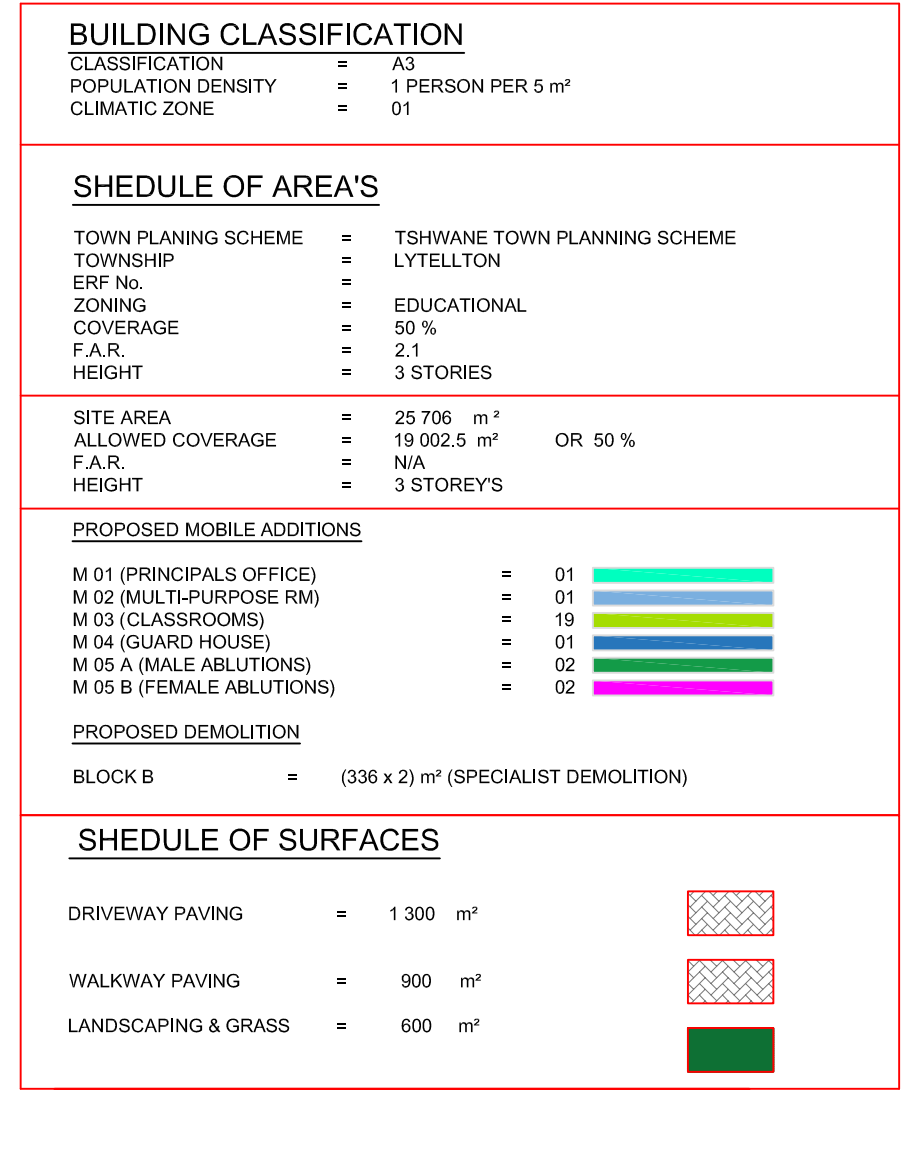 BUILDING CLASSIFICATION
CLASSIFICATION = A3
POPULATION DENSITY = 1 PERSON PER 5 m²
CLIMATIC ZONE = 01
SHEDULE OF AREA'S
TOWN PLANING SCHEME = TSHWANE TOWN PLANNING SCHEME
TOWNSHIP = LYTELLTON
ERF No. =
ZONING = EDUCATIONAL
COVERAGE = 50 %
F.A.R. = 2.1
HEIGHT = 3 STORIES
SITE AREA = 25 706 m ²
ALLOWED COVERAGE = 19 002.5 m² OR 50 %
F.A.R. = N/A
HEIGHT = 3 STOREY'S
PROPOSED MOBILE ADDITIONS
M 01 (PRINCIPALS OFFICE) = 01
M 02 (MULTI-PURPOSE RM) = 01
M 03 (CLASSROOMS) = 19
M 04 (GUARD HOUSE) = 01
M 05 A (MALE ABLUTIONS) = 02
M 05 B (FEMALE ABLUTIONS) = 02
PROPOSED DEMOLITION
BLOCK B = (336 x 2) m² (SPECIALIST DEMOLITION)
SHEDULE OF SURFACES
DRIVEWAY PAVING = 1 300 m²
WALKWAY PAVING = 900 m²
LANDSCAPING & GRASS = 600 m²